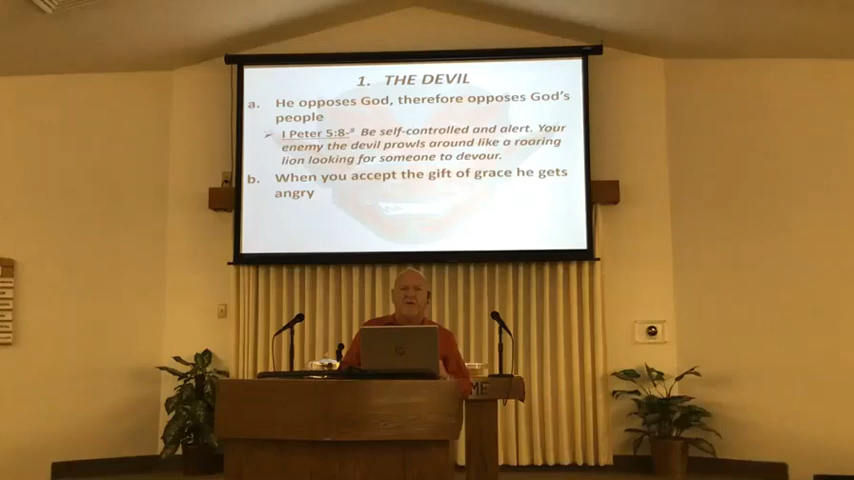 1. THE DEVIL
a. He opposes God, therefore opposes God's
people
➢ I Peter 5:8-⁸ Be self-controlled and alert. Your
enemy the devil prowls around like a roaring
lion looking for someone to devour.
b. When you accept the gift of grace he gets
angry
ME